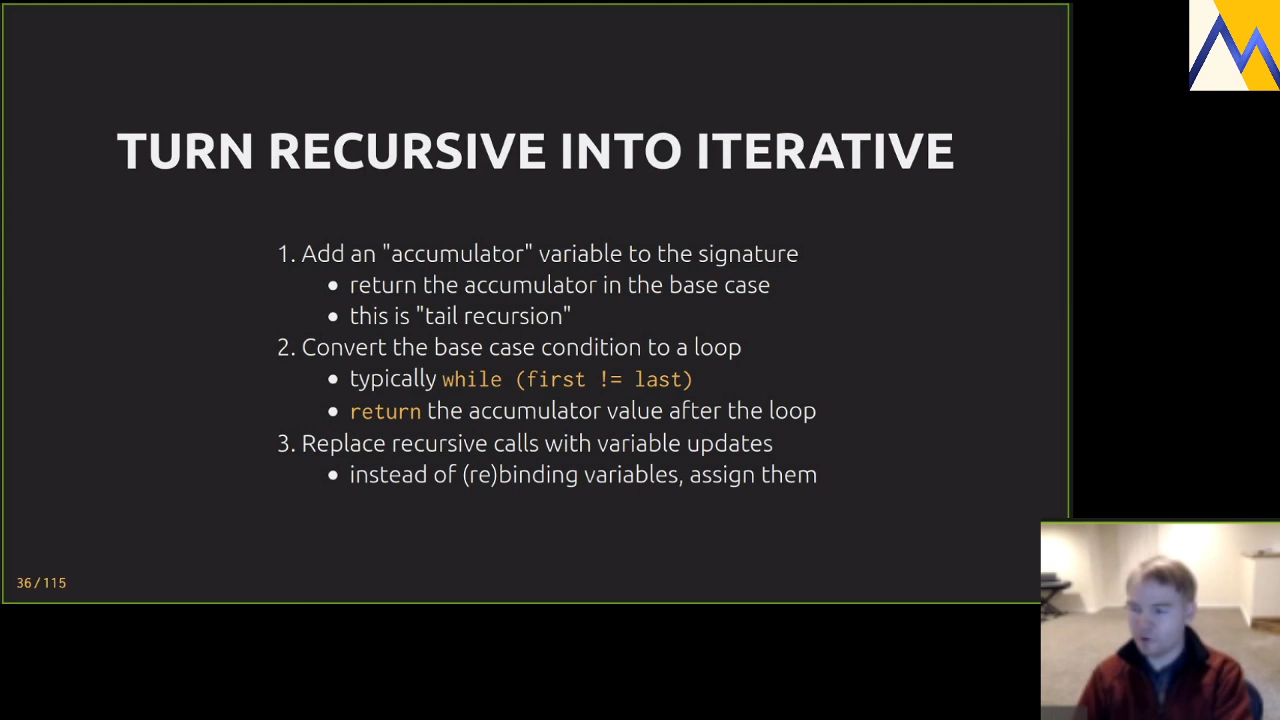 TURN RECURSIVE INTO ITERATIVE
1. Add an "accumulator" variable to the signature
• return the accumulator in the base case
• this is "tail recursion"
2. Convert the base case condition to a loop
• typically while (first != last)
• return the accumulator value after the loop
3. Replace recursive calls with variable updates
• instead of (re)binding variables, assign them
36 / 115